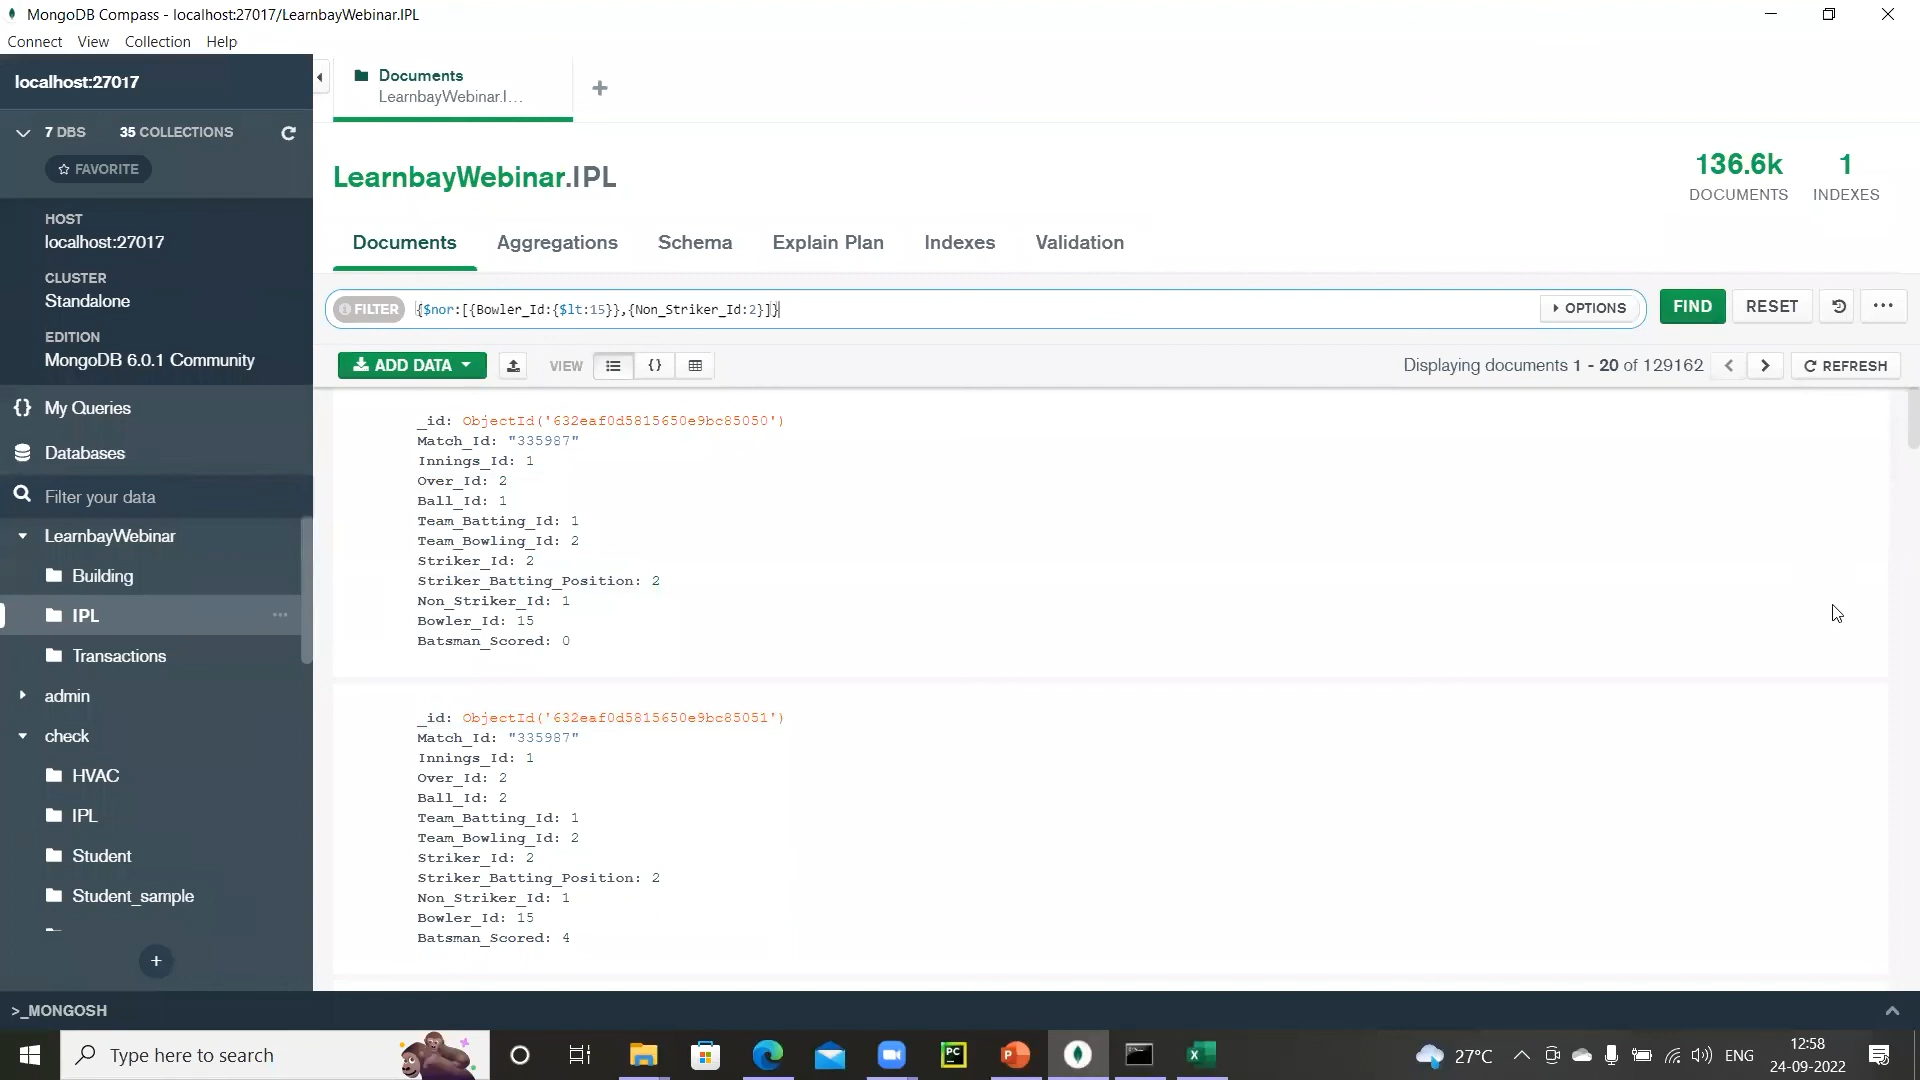 MongoDB Compass - localhost:27017/LearnbayWebinar.IPL
Connect View Collection Help
localhost:27017
7 DBS 35 COLLECTIONS
FAVORITE
HOST
localhost:27017
CLUSTER
Standalone
EDITION
MongoDB 6.0.1 Community
{} My Queries
Databases
Filter your data
LearnbayWebinar
Building
IPL
Transactions
admin
check
HVAC
IPL
Student
Student_sample
+
Documents
LearnbayWebinar.I...
+
LearnbayWebinar.IPL
136.6k
DOCUMENTS
1
INDEXES
Documents Aggregations Schema Explain Plan Indexes Validation
FILTER {$nor:[{Bowler_Id:{$lt:15}},{Non_Striker_Id:2}]} OPTIONS FIND RESET
ADD DATA VIEW {} Displaying documents 1 - 20 of 129162 < > REFRESH
_id: ObjectId('632eaf0d5815650e9bc85050')
Match_Id: "335987"
Innings_Id: 1
Over_Id: 2
Ball_Id: 1
Team_Batting_Id: 1
Team_Bowling_Id: 2
Striker_Id: 2
Striker_Batting_Position: 2
Non_Striker_Id: 1
Bowler_Id: 15
Batsman_Scored: 0
_id: ObjectId('632eaf0d5815650e9bc85051')
Match_Id: "335987"
Innings_Id: 1
Over_Id: 2
Ball_Id: 2
Team_Batting_Id: 1
Team_Bowling_Id: 2
Striker_Id: 2
Striker_Batting_Position: 2
Non_Striker_Id: 1
Bowler_Id: 15
Batsman_Scored: 4
>_MONGOSH
Type here to search
27°C
ENG
12:58
24-09-2022